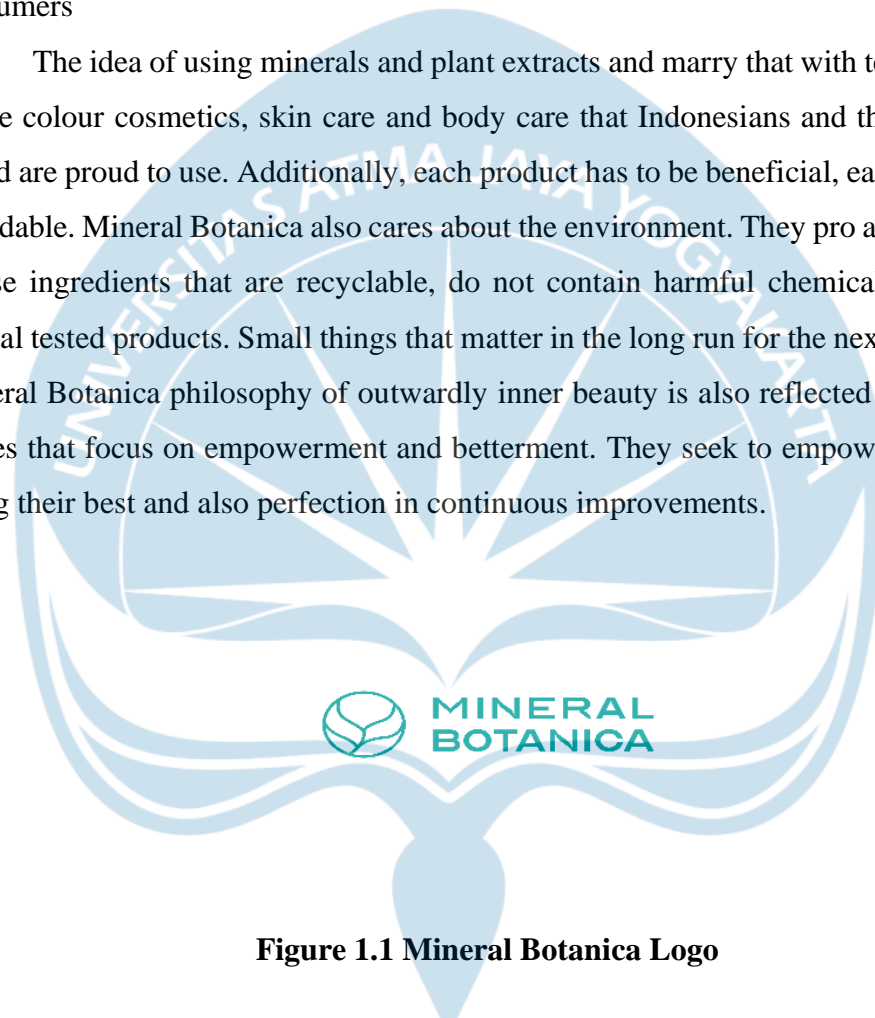 umers
The idea of using minerals and plant extracts and marry that with t
e colour cosmetics, skin care and body care that Indonesians and th
d are proud to use. Additionally, each product has to be beneficial, ea
dable. Mineral Botanica also cares about the environment. They pro a
se ingredients that are recyclable, do not contain harmful chemical
al tested products. Small things that matter in the long run for the nex
eral Botanica philosophy of outwardly inner beauty is also reflected
es that focus on empowerment and betterment. They seek to empow
g their best and also perfection in continuous improvements.
UNIVERSITAS ATMA JAYA YOGYAKARTA
MINERAL
BOTANICA
Figure 1.1 Mineral Botanica Logo